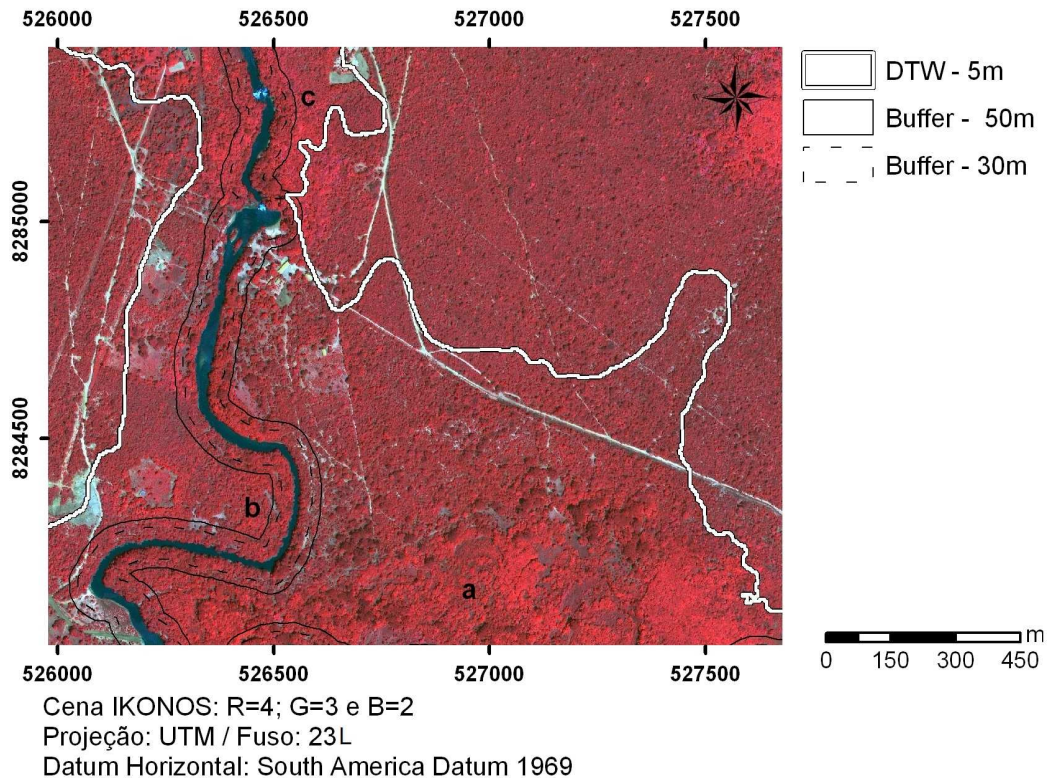 526000 526500 527000 527500
DTW - 5m
Buffer - 50m
Buffer - 30m
c
8285000
8284500
b
a
m
0 150 300 450
526000 526500 527000 527500
Cena IKONOS: R=4; G=3 e B=2
Projeção: UTM / Fuso: 23L
Datum Horizontal: South America Datum 1969